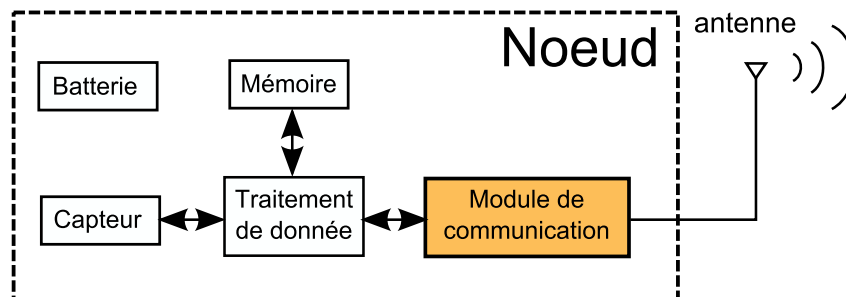 Noeud
antenne
Batterie
Mémoire
Capteur
Traitement
de donnée
Module de
communication